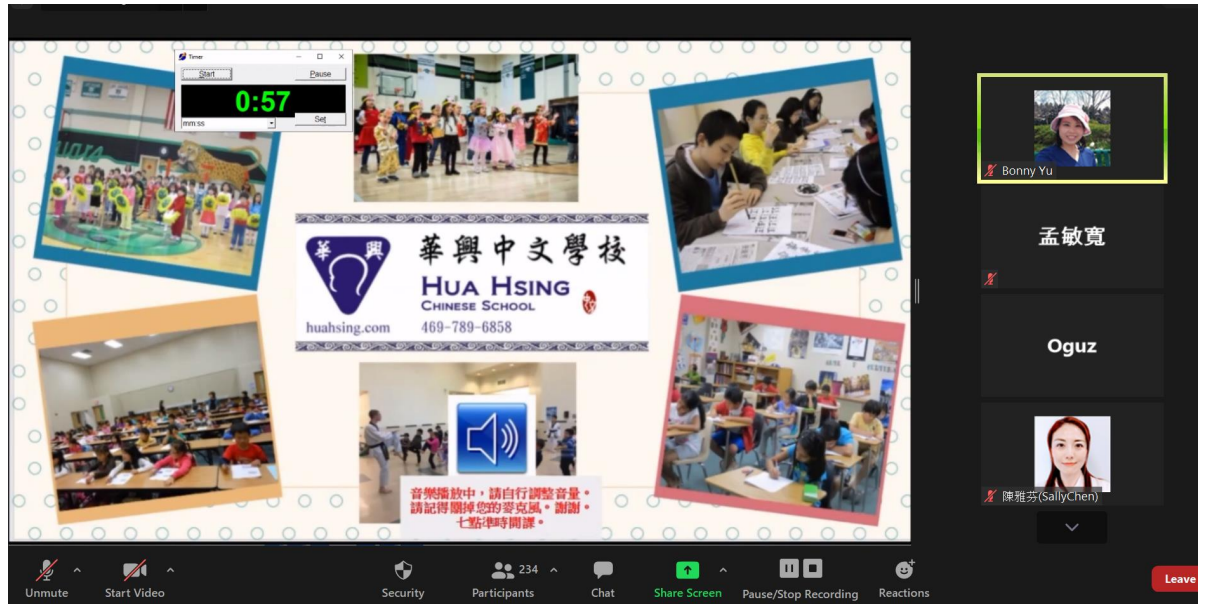 Timer
Start
Pause
0:57
mm:ss
Set
華 興
華興中文學校
HUA HSING
CHINESE SCHOOL
huahsing.com 469-789-6858
音樂播放中，請自行調整音量。
請記得關掉您的麥克風。謝謝。
七點準時開課。
Bonny Yu
孟敏寬
Oguz
陳雅芬(SallyChen)
Unmute
Start Video
Security
234
Participants
Chat
Share Screen
Pause/Stop Recording
Reactions
Leave